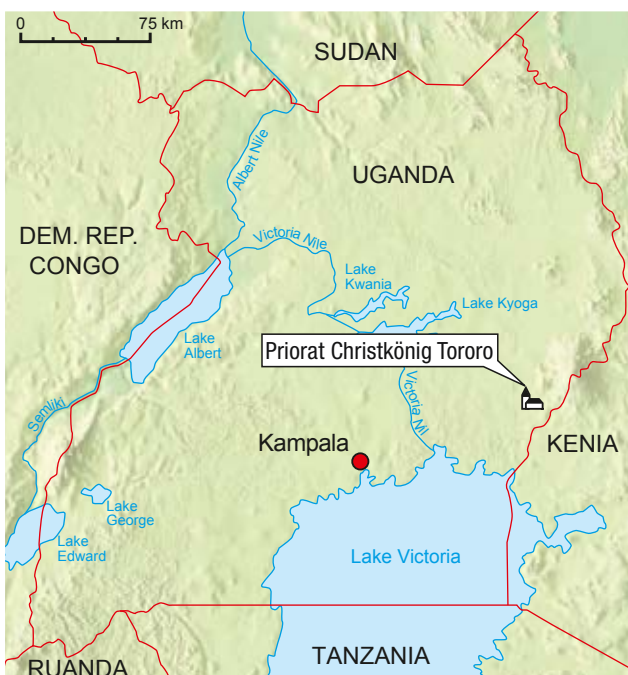 0 75 km
SUDAN
UGANDA
Albert Nile
DEM. REP.
CONGO
Victoria Nile
Lake
Kwania
Lake Kyoga
Lake
Albert
Priorat Christkönig Tororo
Semliki
Victoria Nil
Kampala
KENIA
Lake
George
Lake
Edward
Lake Victoria
TANZANIA
RUANDA